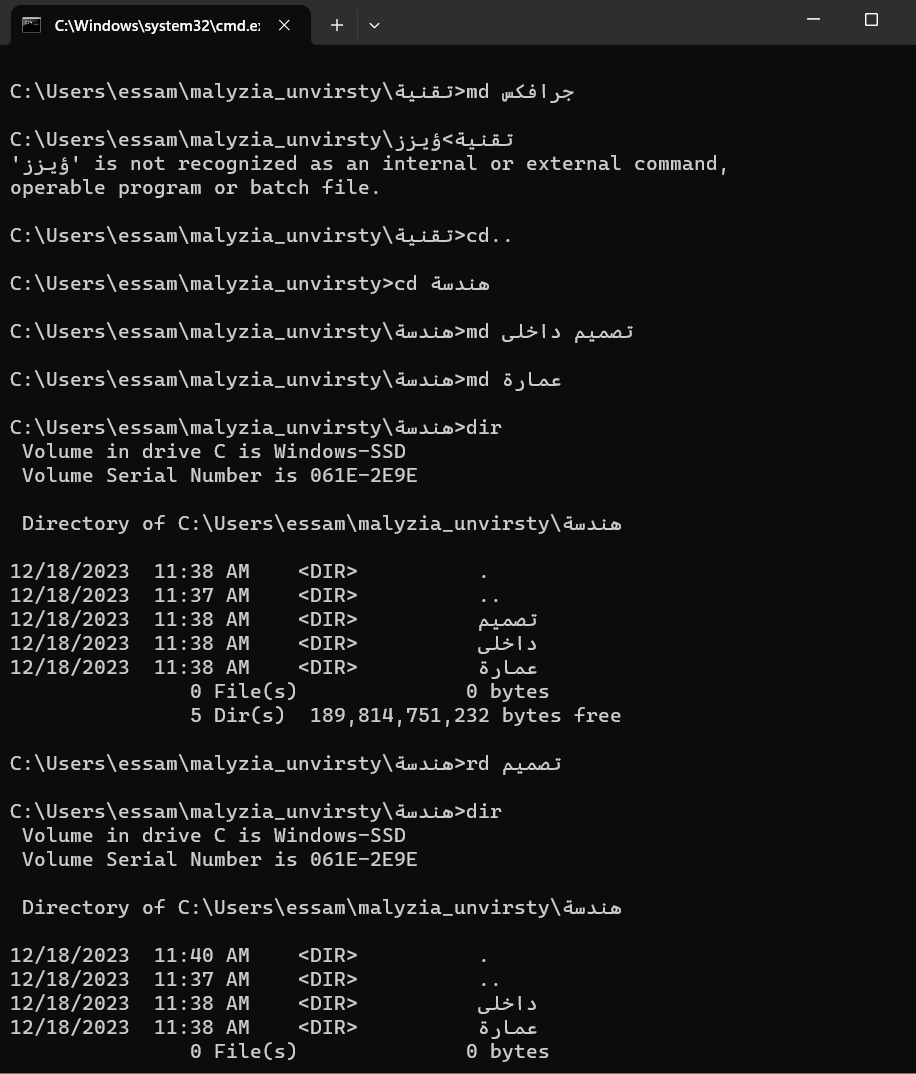 C:\Windows\system32\cmd.e
C:\Users\essam\malyzia_unvirsty\تقنية>md جرافكس
C:\Users\essam\malyzia_unvirsty\تقنية>ؤيزز
'ؤيزز' is not recognized as an internal or external command,
operable program or batch file.
C:\Users\essam\malyzia_unvirsty\تقنية>cd..
C:\Users\essam\malyzia_unvirsty>cd هندسة
C:\Users\essam\malyzia_unvirsty\هندسة>md تصميم داخلى
C:\Users\essam\malyzia_unvirsty\هندسة>md عمارة
C:\Users\essam\malyzia_unvirsty\هندسة>dir
Volume in drive C is Windows-SSD
Volume Serial Number is 061E-2E9E
Directory of C:\Users\essam\malyzia_unvirsty\هندسة
12/18/2023 11:38 AM <DIR> .
12/18/2023 11:37 AM <DIR> ..
12/18/2023 11:38 AM <DIR> تصميم
12/18/2023 11:38 AM <DIR> داخلى
12/18/2023 11:38 AM <DIR> عمارة
0 File(s) 0 bytes
5 Dir(s) 189,814,751,232 bytes free
C:\Users\essam\malyzia_unvirsty\هندسة>rd تصميم
C:\Users\essam\malyzia_unvirsty\هندسة>dir
Volume in drive C is Windows-SSD
Volume Serial Number is 061E-2E9E
Directory of C:\Users\essam\malyzia_unvirsty\هندسة
12/18/2023 11:40 AM <DIR> .
12/18/2023 11:37 AM <DIR> ..
12/18/2023 11:38 AM <DIR> داخلى
12/18/2023 11:38 AM <DIR> عمارة
0 File(s) 0 bytes